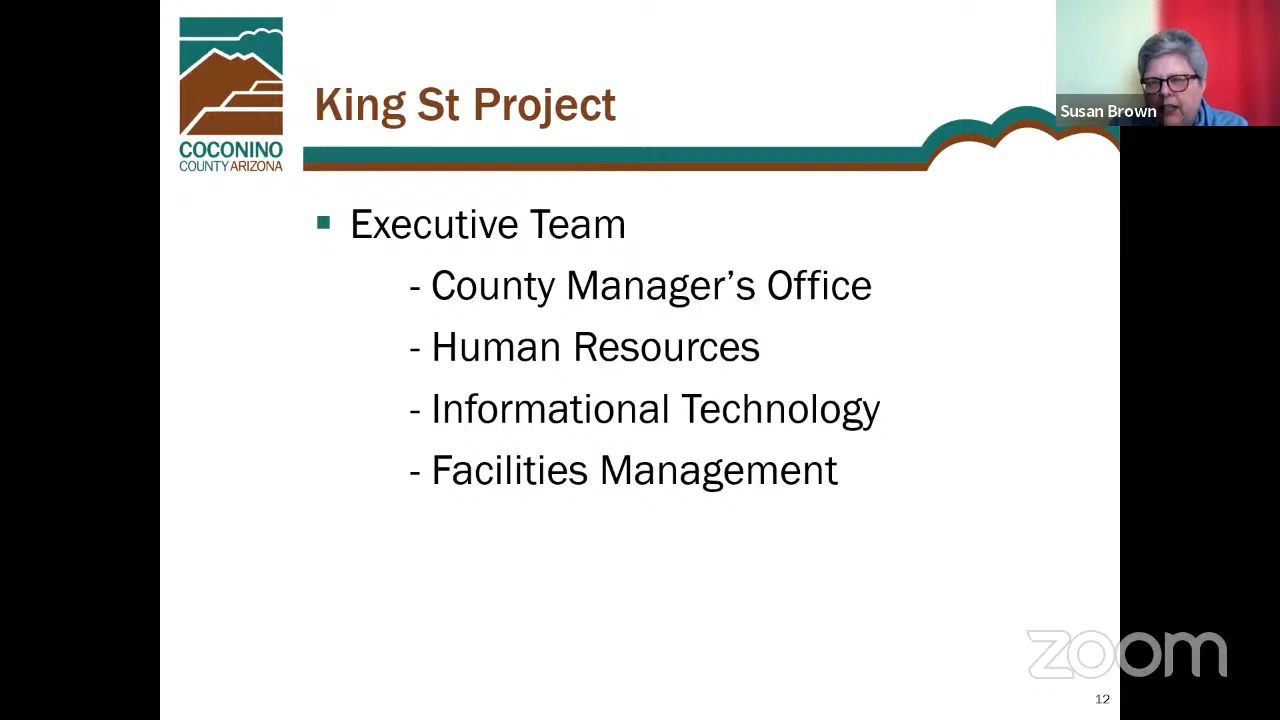 King St Project
Susan Brown
COCONINO
COUNTY ARIZONA
▪ Executive Team
- County Manager’s Office
- Human Resources
- Informational Technology
- Facilities Management
zoom
12